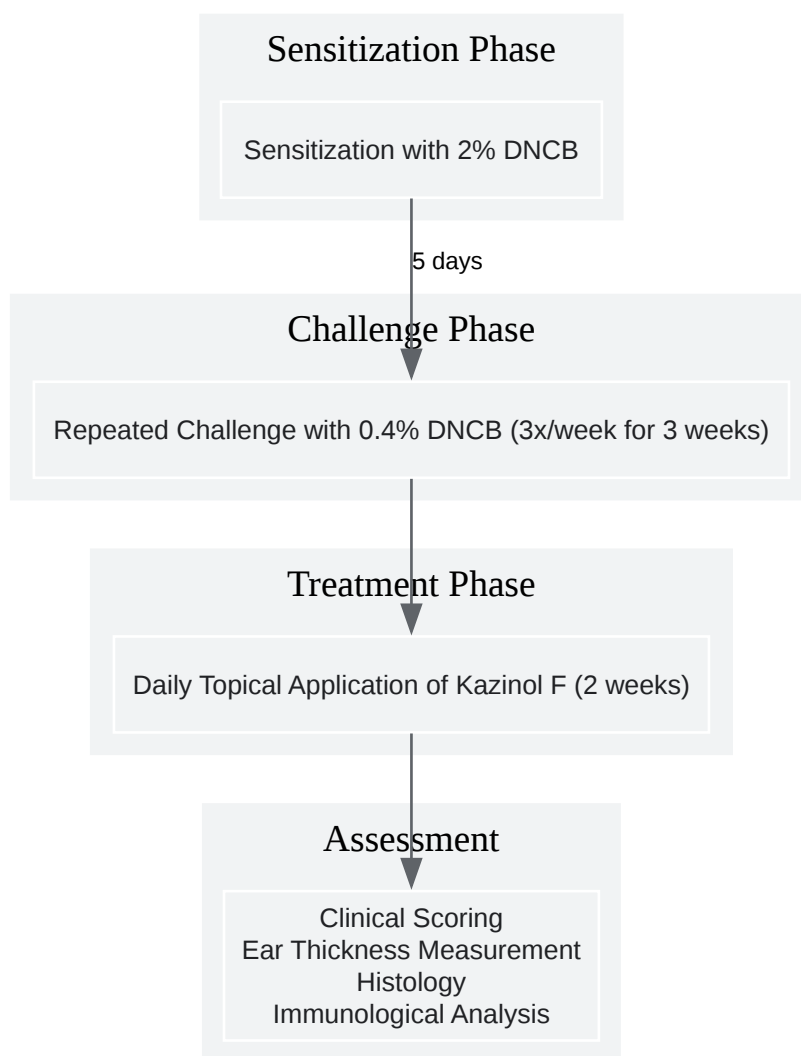 Sensitization Phase
Sensitization with 2% DNCB
5 days
Challenge Phase
Repeated Challenge with 0.4% DNCB (3x/week for 3 weeks)
Treatment Phase
Daily Topical Application of Kazinol F (2 weeks)
Assessment
Clinical Scoring
Ear Thickness Measurement
Histology
Immunological Analysis